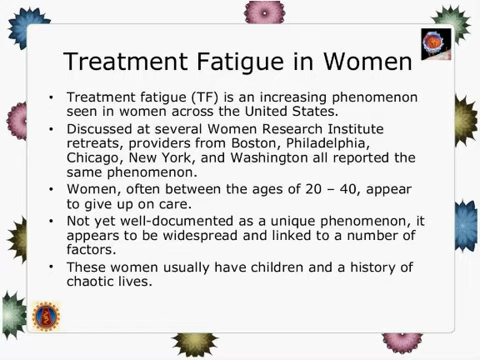 Treatment Fatigue in Women
• Treatment fatigue (TF) is an increasing phenomenon
seen in women across the United States.
• Discussed at several Women Research Institute
retreats, providers from Boston, Philadelphia,
Chicago, New York, and Washington all reported the
same phenomenon.
• Women, often between the ages of 20 – 40, appear
to give up on care.
• Not yet well-documented as a unique phenomenon, it
appears to be widespread and linked to a number of
factors.
• These women usually have children and a history of
chaotic lives.